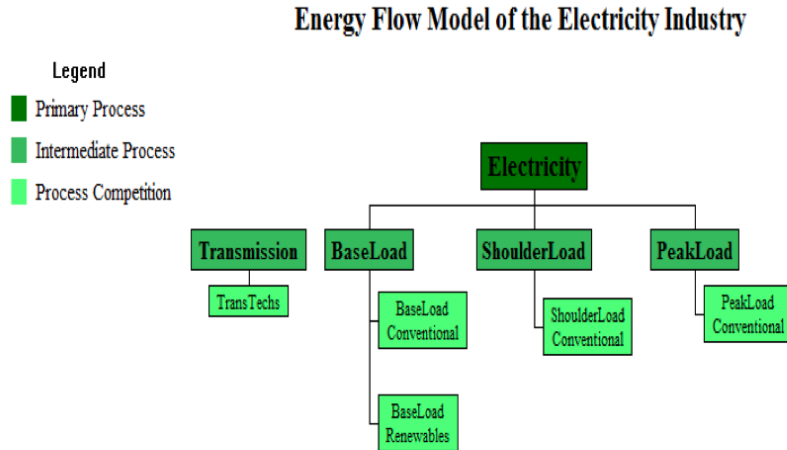 Energy Flow Model of the Electricity Industry
Legend
Primary Process
Intermediate Process
Process Competition
Electricity
Transmission
BaseLoad
ShoulderLoad
PeakLoad
TransTechs
BaseLoad
Conventional
ShoulderLoad
Conventional
PeakLoad
Conventional
BaseLoad
Renewables